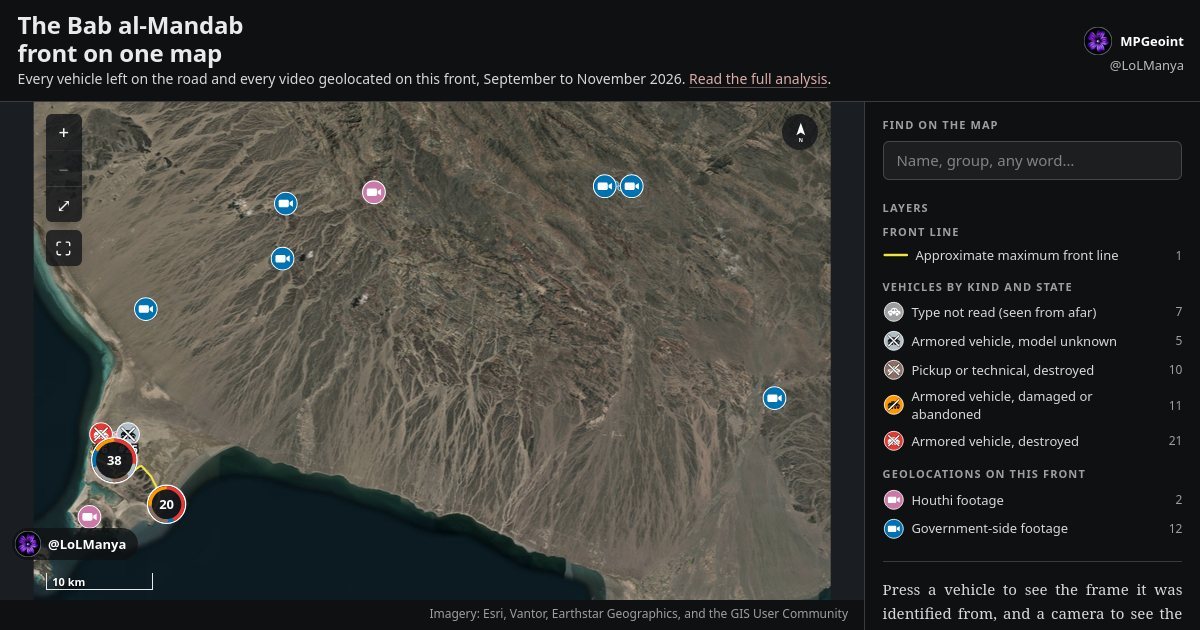 The Bab al-Mandab
front on one map
Every vehicle left on the road and every video geolocated on this front, September to November 2026. Read the full analysis.
MPGeoint
@LoLManya
+
−
N
38
20
@LoLManya
10 km
Imagery: Esri, Vantor, Earthstar Geographics, and the GIS User Community
FIND ON THE MAP
Name, group, any word...
LAYERS
FRONT LINE
Approximate maximum front line 1
VEHICLES BY KIND AND STATE
Type not read (seen from afar) 7
Armored vehicle, model unknown 5
Pickup or technical, destroyed 10
Armored vehicle, damaged or
abandoned 11
Armored vehicle, destroyed 21
GEOLOCATIONS ON THIS FRONT
Houthi footage 2
Government-side footage 12
Press a vehicle to see the frame it was
identified from, and a camera to see the